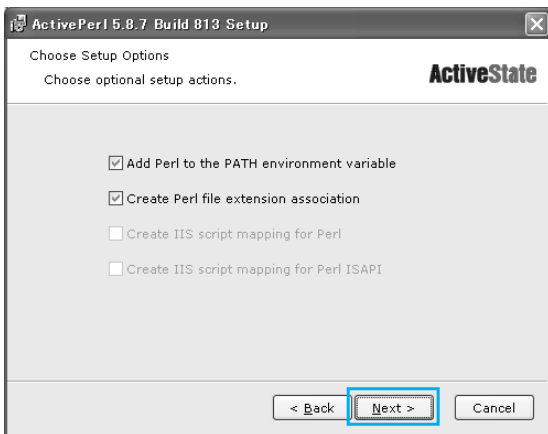 ActivePerl 5.8.7 Build 813 Setup
Choose Setup Options
Choose optional setup actions.
ActiveState
Add Perl to the PATH environment variable
Create Perl file extension association
Create IIS script mapping for Perl
Create IIS script mapping for Perl ISAPI
< Back Next > Cancel